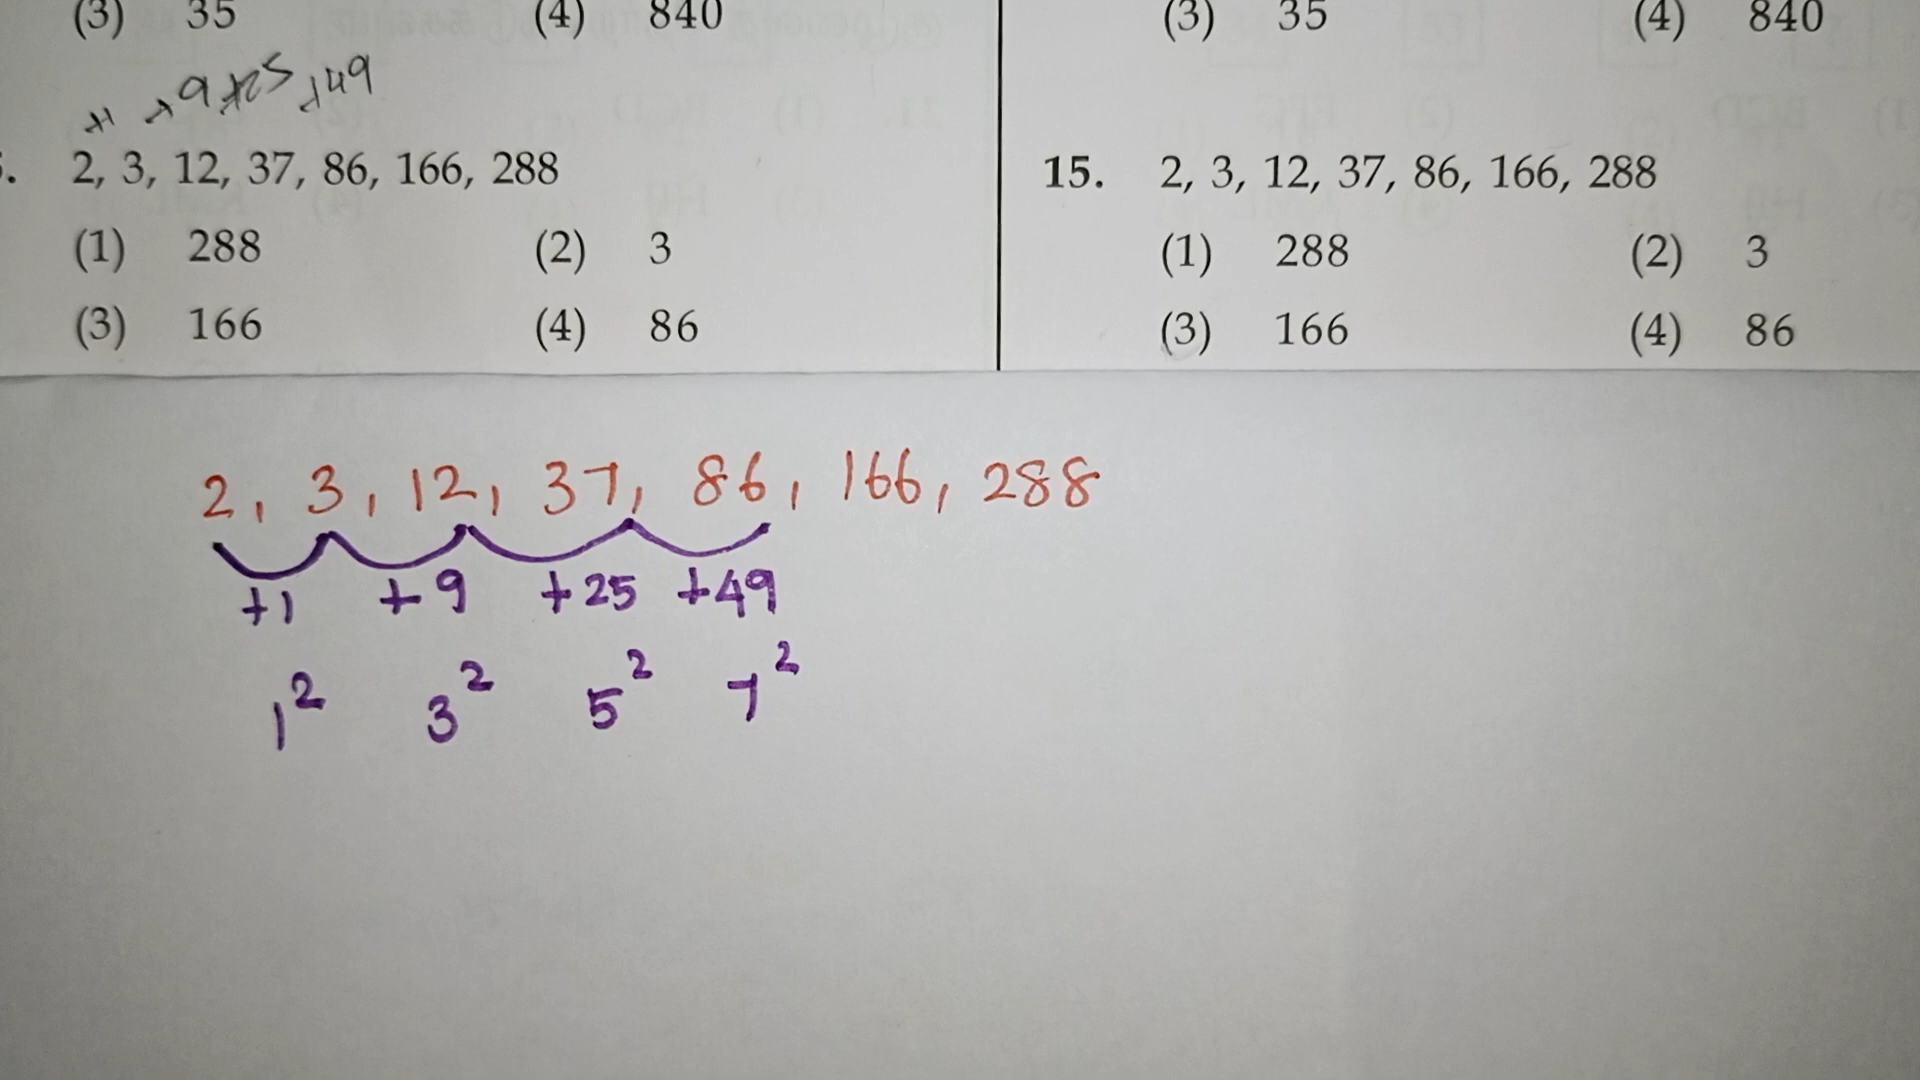 (3) 35 (4) 840
+1 +9 +25 +49
2, 3, 12, 37, 86, 166, 288
(1) 288 (2) 3
(3) 166 (4) 86
(3) 35 (4) 840
15. 2, 3, 12, 37, 86, 166, 288
(1) 288 (2) 3
(3) 166 (4) 86
2, 3, 12, 37, 86, 166, 288
+1 +9 +25 +49
1² 3² 5² 7²